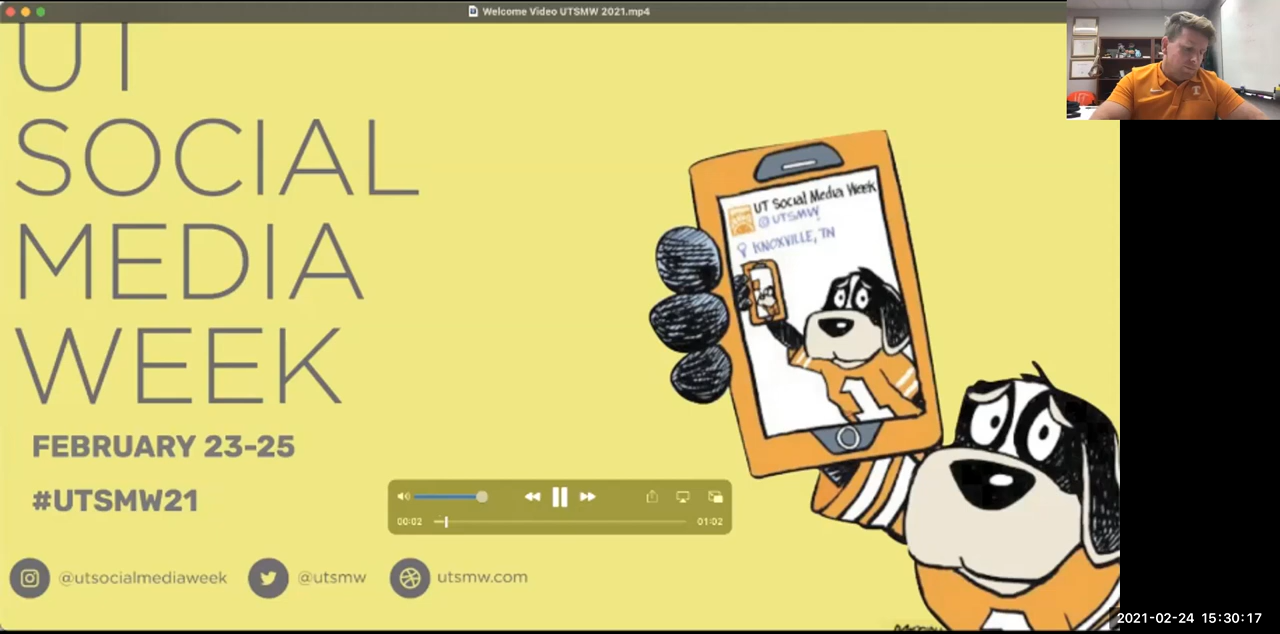 Welcome Video UTSMW 2021.mp4
UT
SOCIAL
MEDIA
WEEK
FEBRUARY 23-25
#UTSMW21
@utsocialmediaweek
@utsmw
utsmw.com
UT Social Media Week
@UTSMW
KNOXVILLE, TN
1
T
00:02
01:02
2021-02-24 15:30:17